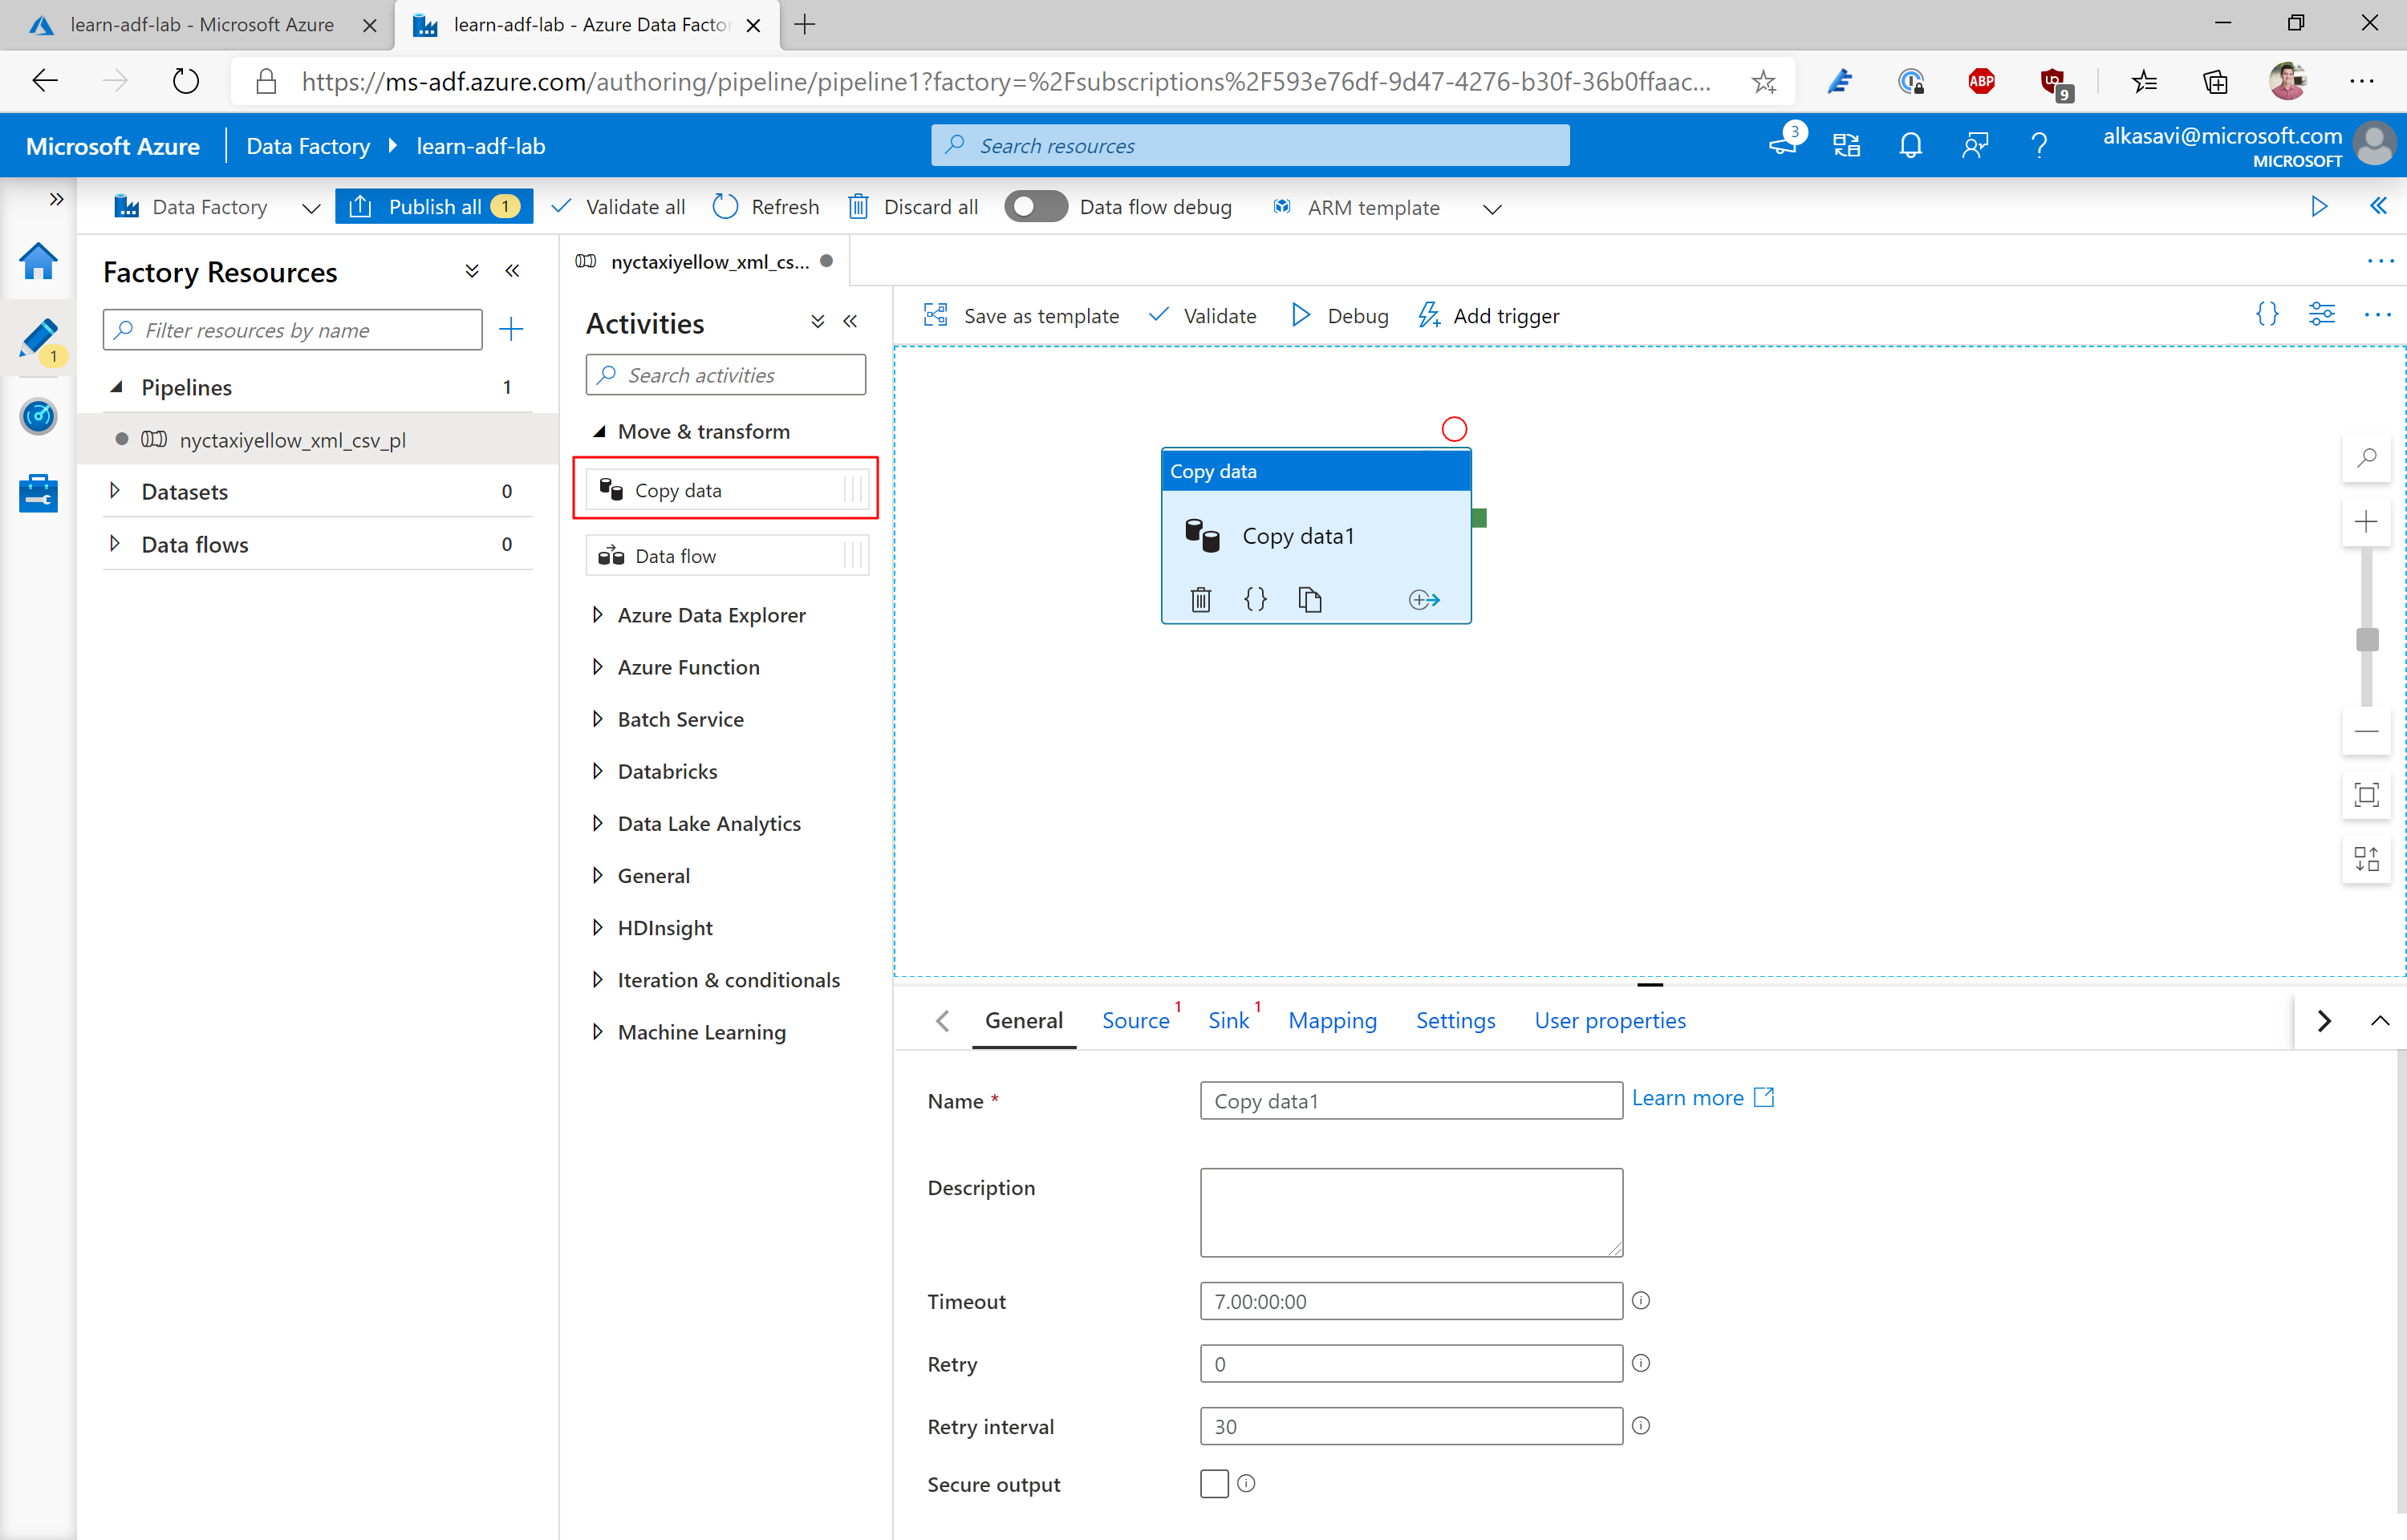 learn-adf-lab - Microsoft Azure
learn-adf-lab - Azure Data Facto
https://ms-adf.azure.com/authoring/pipeline/pipeline1?factory=%2Fsubscriptions%2F593e76df-9d47-4276-b30f-36b0ffaac...
ABP
9
Microsoft Azure
Data Factory
learn-adf-lab
Search resources
3
alkasavi@microsoft.com
MICROSOFT
Data Factory
Publish all 1
Validate all
Refresh
Discard all
Data flow debug
ARM template
1
Factory Resources
Filter resources by name
Pipelines 1
nyctaxiyellow_xml_csv_pl
Datasets 0
Data flows 0
nyctaxiyellow_xml_cs...
Activities
Search activities
Move & transform
Copy data
Data flow
Azure Data Explorer
Azure Function
Batch Service
Databricks
Data Lake Analytics
General
HDInsight
Iteration & conditionals
Machine Learning
Save as template
Validate
Debug
Add trigger
Copy data
Copy data1
General
Source 1
Sink 1
Mapping
Settings
User properties
Name *
Copy data1
Learn more
Description
Timeout
7.00:00:00
Retry
0
Retry interval
30
Secure output